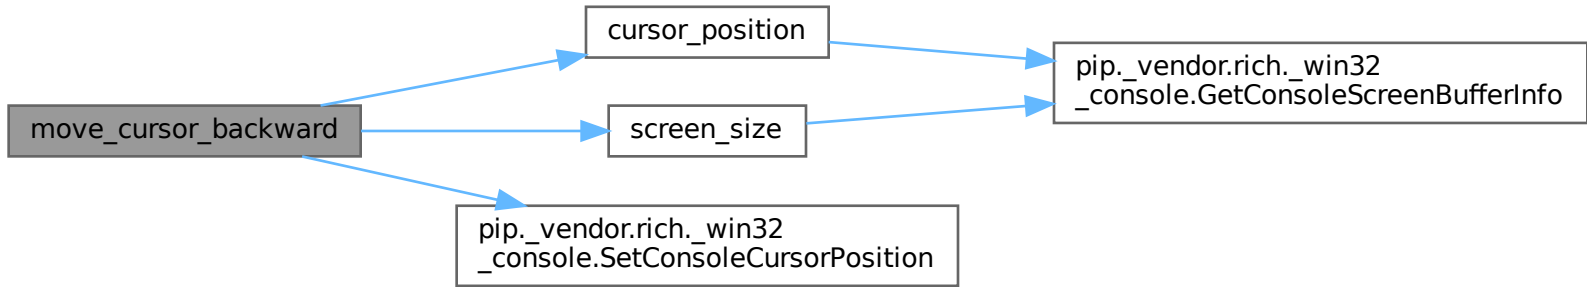 cursor_position
pip._vendor.rich._win32
_console.GetConsoleScreenBufferInfo
move_cursor_backward
screen_size
pip._vendor.rich._win32
_console.SetConsoleCursorPosition